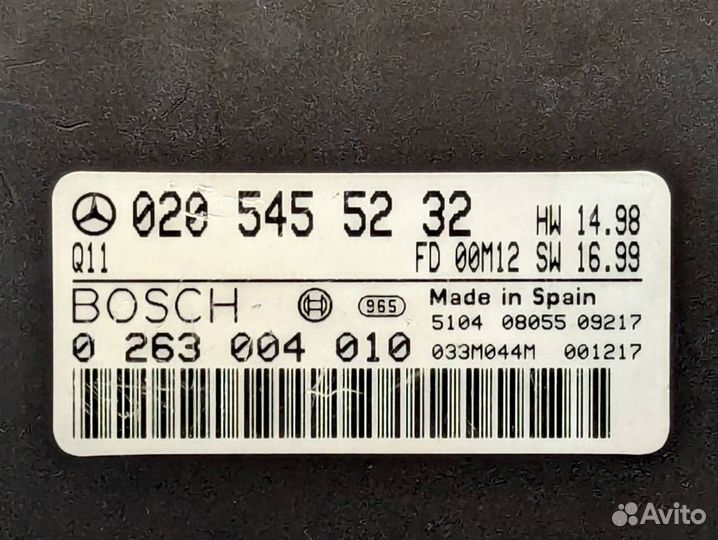 020 545 52 32 HW 14.98
Q11 FD 00M12 SW 16.99
BOSCH 965 Made in Spain
5104 08055 09217
0 263 004 010 033M044M 001217
Avito